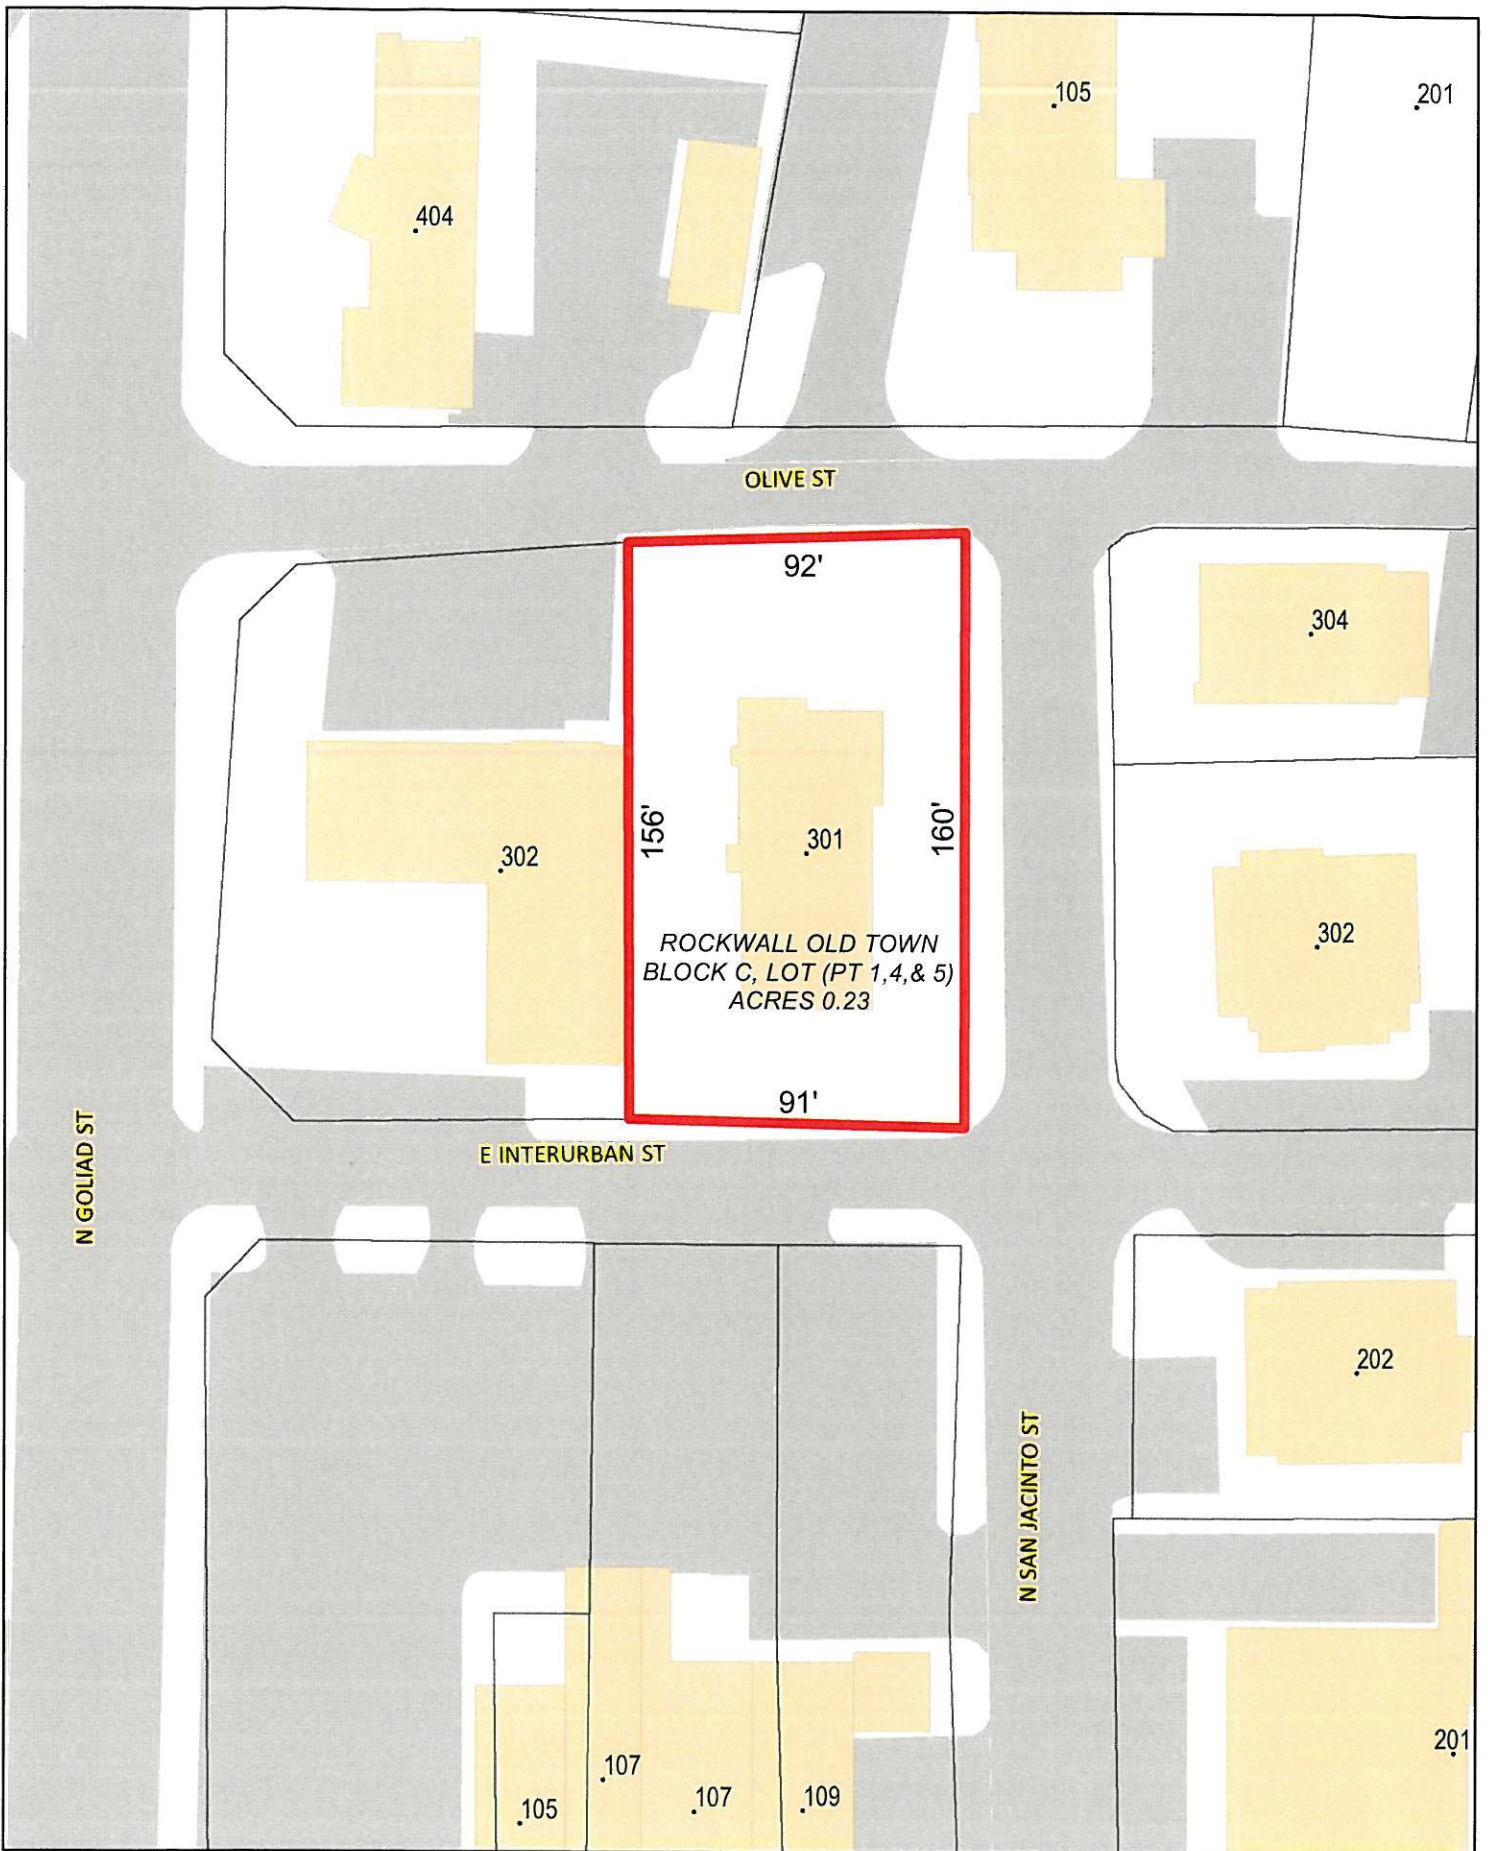 105
201
404
OLIVE ST
92'
304
156'
160'
301
302
302
ROCKWALL OLD TOWN
BLOCK C, LOT (PT 1,4,& 5)
ACRES 0.23
91'
E INTERURBAN ST
N GOLIAD ST
202
N SAN JACINTO ST
201
107
107
109
105